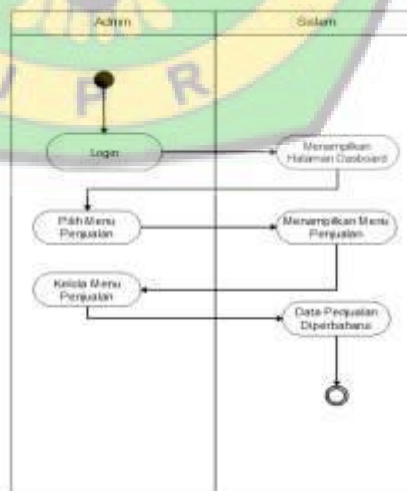 Admin
Sistem
U P R
Login
Menampilkan
Halaman Dasboard
Pilih Menu
Penjualan
Menampilkan Menu
Penjualan
Kelola Menu
Penjualan
Data Penjualan
Diperbaharui